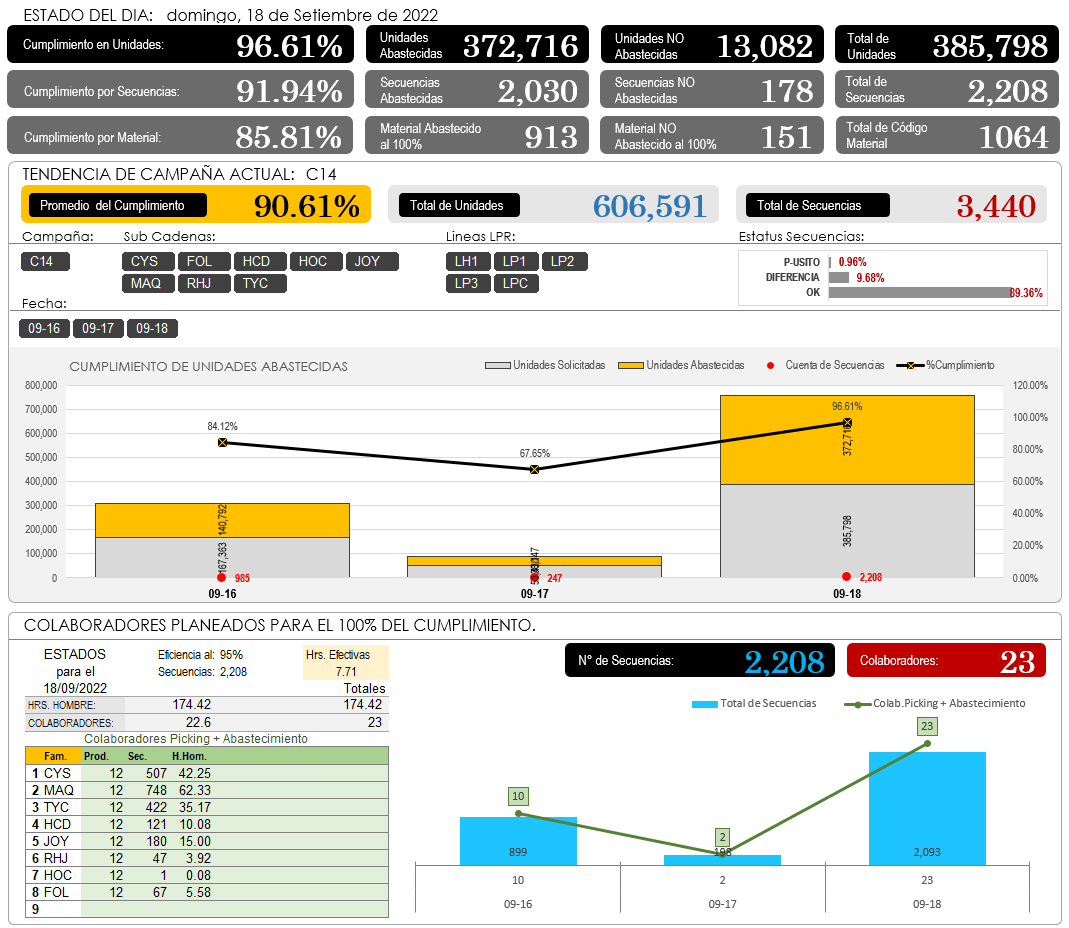 ESTADO DEL DIA: domingo, 18 de Setiembre de 2022
Cumplimiento en Unidades: 96.61%
Unidades Abastecidas 372,716
Unidades NO Abastecidas 13,082
Total de Unidades 385,798
Cumplimiento por Secuencias: 91.94%
Secuencias Abastecidas 2,030
Secuencias NO Abastecidas 178
Total de Secuencias 2,208
Cumplimiento por Material: 85.81%
Material Abastecido al 100% 913
Material NO Abastecido al 100% 151
Total de Código Material 1064
TENDENCIA DE CAMPAÑA ACTUAL: C14
Promedio del Cumplimiento 90.61%
Total de Unidades 606,591
Total de Secuencias 3,440
Campaña:
C14
Sub Cadenas:
CYS FOL HCD HOC JOY
MAQ RHJ TYC
Lineas LPR:
LH1 LP1 LP2
LP3 LPC
Estatus Secuencias:
P-USITO 0.96%
DIFERENCIA 9.68%
OK 89.36%
Fecha:
09-16 09-17 09-18
CUMPLIMIENTO DE UNIDADES ABASTECIDAS
Unidades Solicitadas Unidades Abastecidas Cuenta de Secuencias %Cumplimiento
800,000
700,000
600,000
500,000
400,000
300,000
200,000
100,000
0
120.00%
100.00%
80.00%
60.00%
40.00%
20.00%
0.00%
84.12%
67.65%
96.61%
140,792
167,363
372,716
385,798
985
247
2,208
09-16 09-17 09-18
COLABORADORES PLANEADOS PARA EL 100% DEL CUMPLIMIENTO.
ESTADOS para el 18/09/2022
Eficiencia al: 95%
Secuencias: 2,208
Hrs. Efectivas
7.71
Totales
HRS. HOMBRE: 174.42 174.42
COLABORADORES: 22.6 23
Colaboradores Picking + Abastecimiento
Fam. Prod. Sec. H.Hom.
1 CYS 12 507 42.25
2 MAQ 12 748 62.33
3 TYC 12 422 35.17
4 HCD 12 121 10.08
5 JOY 12 180 15.00
6 RHJ 12 47 3.92
7 HOC 12 1 0.08
8 FOL 12 67 5.58
9
N° de Secuencias: 2,208
Colaboradores: 23
Total de Secuencias Colab.Picking + Abastecimiento
10
2
23
899
198
2,093
10 2 23
09-16 09-17 09-18